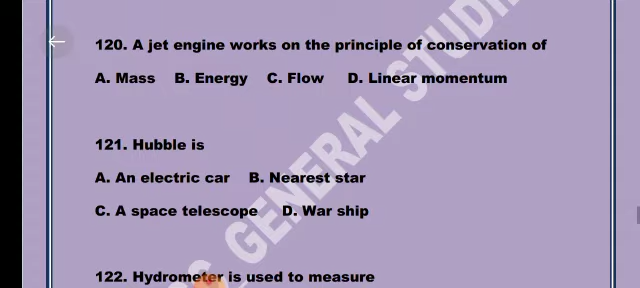 120. A jet engine works on the principle of conservation of
A. Mass B. Energy C. Flow D. Linear momentum
121. Hubble is
A. An electric car B. Nearest star
C. A space telescope D. War ship
122. Hydrometer is used to measure
GENERAL